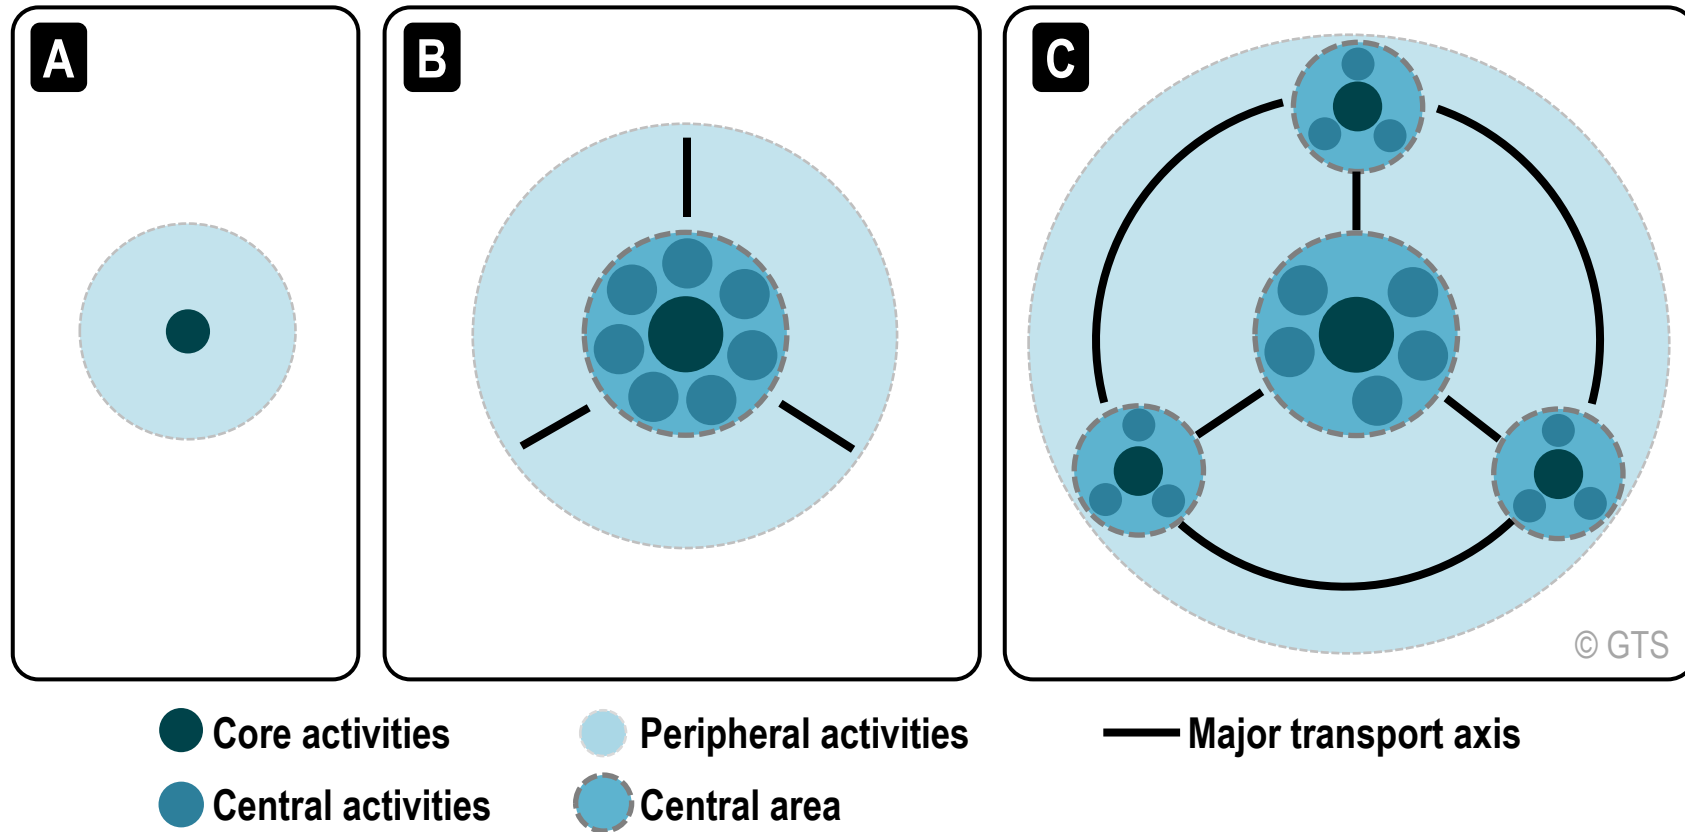 A
B
C
© GTS
Core activities
Peripheral activities
Major transport axis
Central activities
Central area